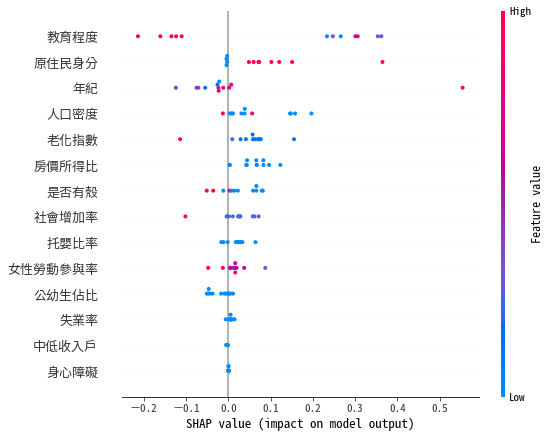 High
教育程度
原住民身分
年紀
人口密度
老化指數
房價所得比
是否有殼
社會增加率
托嬰比率
女性勞動參與率
公幼生佔比
失業率
中低收入戶
身心障礙
Feature value
Low
−0.2 −0.1 0.0 0.1 0.2 0.3 0.4 0.5
SHAP value (impact on model output)